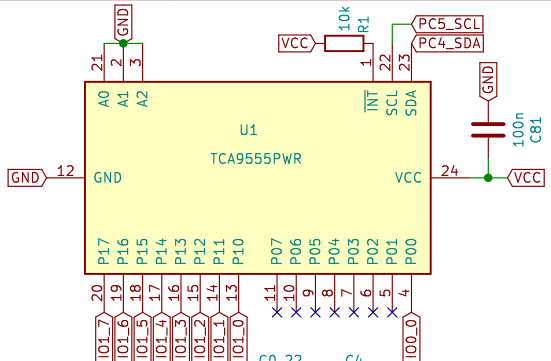 GND
10k
R1
VCC
PC5_SCL
PC4_SDA
21
2
3
1
22
23
GND
A0
A1
A2
INT
SCL
SDA
100n
C81
U1
TCA9555PWR
GND
12
GND
VCC
24
VCC
P17
P16
P15
P14
P13
P12
P11
P10
P07
P06
P05
P04
P03
P02
P01
P00
20
19
18
17
16
15
14
13
11
10
9
8
7
6
5
4
IO1_7
IO1_6
IO1_5
IO1_4
IO1_3
IO1_2
IO1_1
IO1_0
IO0_0